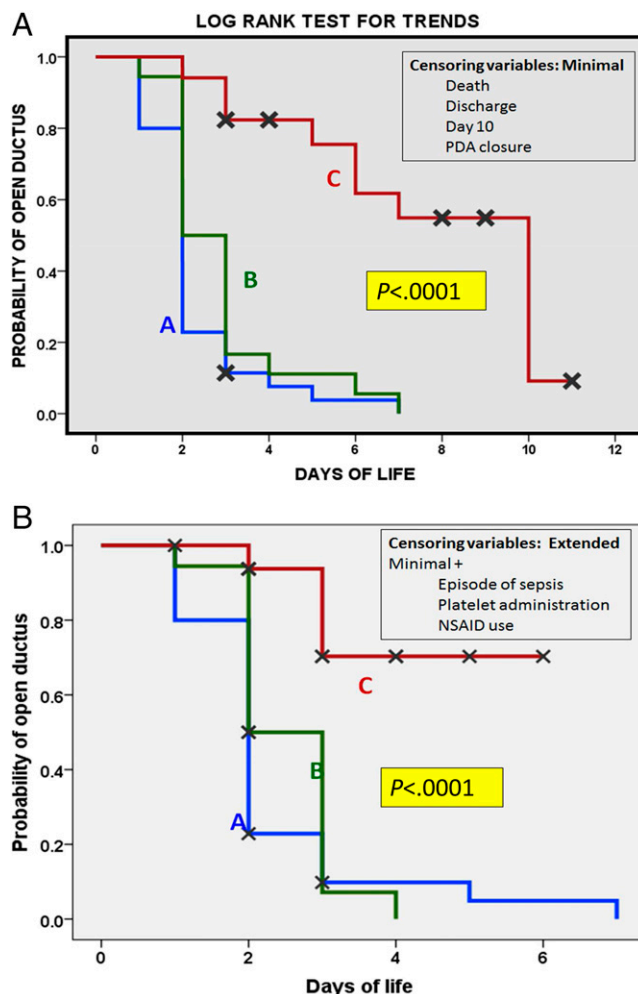 A
LOG RANK TEST FOR TRENDS
Censoring variables: Minimal
Death
Discharge
Day 10
PDA closure
PROBABILITY OF OPEN DUCTUS
1.0
0.8
0.6
0.4
0.2
0.0
C
B
A
P<.0001
0 2 4 6 8 10 12
DAYS OF LIFE
B
Censoring variables: Extended
Minimal +
Episode of sepsis
Platelet administration
NSAID use
Probability of open ductus
1.0
0.8
0.6
0.4
0.2
0.0
C
B
A
P<.0001
0 2 4 6
Days of life